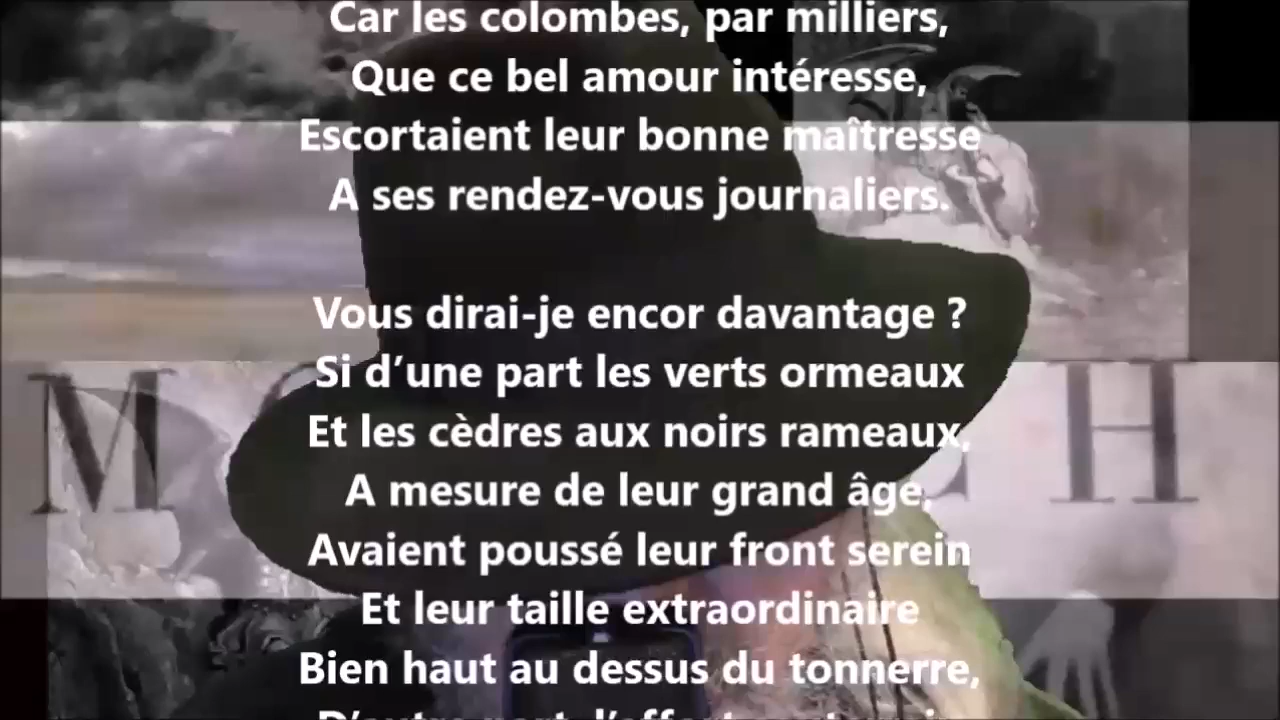 Car les colombes, par milliers,
Que ce bel amour intéresse,
Escortaient leur bonne maîtresse
A ses rendez-vous journaliers.
Vous dirai-je encor davantage ?
Si d’une part les verts ormeaux
Et les cèdres aux noirs rameaux,
A mesure de leur grand âge,
Avaient poussé leur front serein
Et leur taille extraordinaire
Bien haut au dessus du tonnerre,
M
H